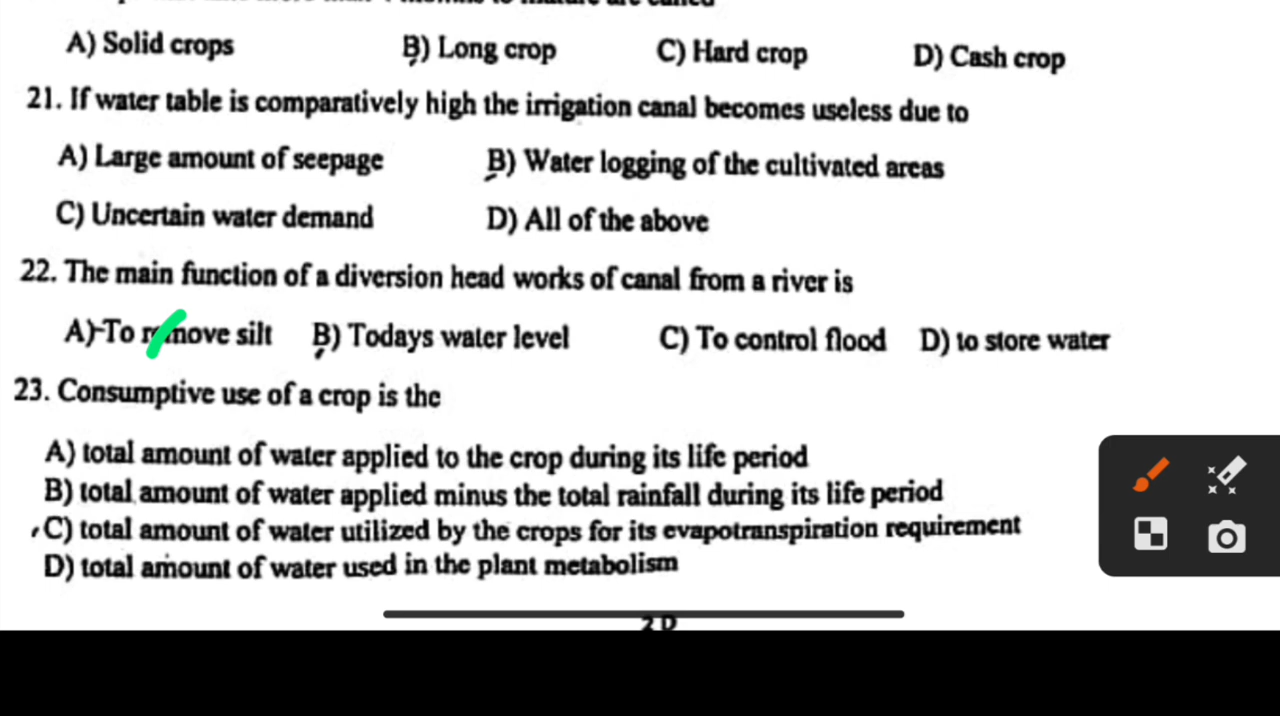 A) Solid crops B) Long crop C) Hard crop D) Cash crop
21. If water table is comparatively high the irrigation canal becomes useless due to
A) Large amount of seepage B) Water logging of the cultivated areas
C) Uncertain water demand D) All of the above
22. The main function of a diversion head works of canal from a river is
A) To remove silt B) Todays water level C) To control flood D) to store water
23. Consumptive use of a crop is the
A) total amount of water applied to the crop during its life period
B) total amount of water applied minus the total rainfall during its life period
C) total amount of water utilized by the crops for its evapotranspiration requirement
D) total amount of water used in the plant metabolism